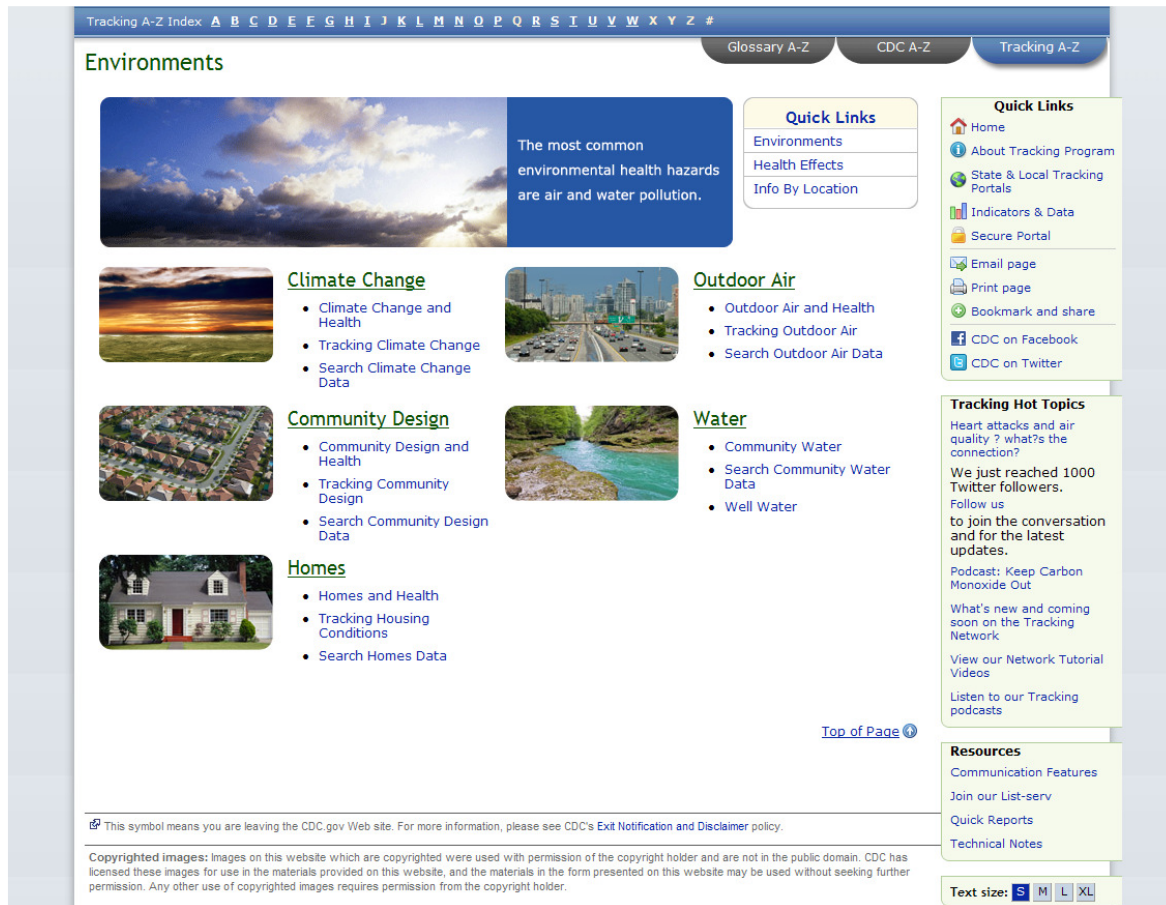 Tracking A-Z Index A B C D E F G H I J K L M N O P Q R S T U V W X Y Z #
Glossary A-Z
CDC A-Z
Tracking A-Z
Environments
The most common
environmental health hazards
are air and water pollution.
Quick Links
Environments
Health Effects
Info By Location
Climate Change
Climate Change and
Health
Tracking Climate Change
Search Climate Change
Data
Outdoor Air
Outdoor Air and Health
Tracking Outdoor Air
Search Outdoor Air Data
Community Design
Community Design and
Health
Tracking Community
Design
Search Community Design
Data
Water
Community Water
Search Community Water
Data
Well Water
Homes
Homes and Health
Tracking Housing
Conditions
Search Homes Data
Top of Page
This symbol means you are leaving the CDC.gov Web site. For more information, please see CDC's Exit Notification and Disclaimer policy.
Copyrighted images: Images on this website which are copyrighted were used with permission of the copyright holder and are not in the public domain. CDC has
licensed these images for use in the materials provided on this website, and the materials in the form presented on this website may be used without seeking further
permission. Any other use of copyrighted images requires permission from the copyright holder.
Quick Links
Home
About Tracking Program
State & Local Tracking
Portals
Indicators & Data
Secure Portal
Email page
Print page
Bookmark and share
CDC on Facebook
CDC on Twitter
Tracking Hot Topics
Heart attacks and air
quality ? what?s the
connection?
We just reached 1000
Twitter followers.
Follow us
to join the conversation
and for the latest
updates.
Podcast: Keep Carbon
Monoxide Out
What's new and coming
soon on the Tracking
Network
View our Network Tutorial
Videos
Listen to our Tracking
podcasts
Resources
Communication Features
Join our List-serv
Quick Reports
Technical Notes
Text size: S M L XL